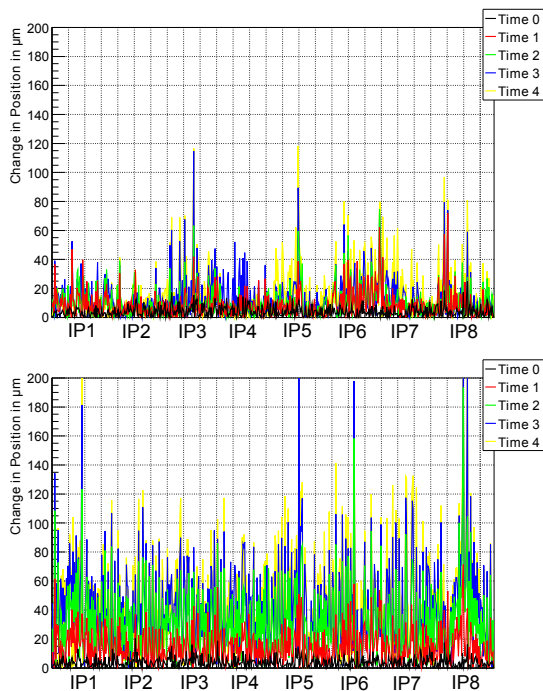 200
180
160
140
120
100
80
60
40
20
0
Change in Position in µm
Time 0
Time 1
Time 2
Time 3
Time 4
IP1 IP2 IP3 IP4 IP5 IP6 IP7 IP8
200
180
160
140
120
100
80
60
40
20
0
Change in Position in µm
Time 0
Time 1
Time 2
Time 3
Time 4
IP1 IP2 IP3 IP4 IP5 IP6 IP7 IP8